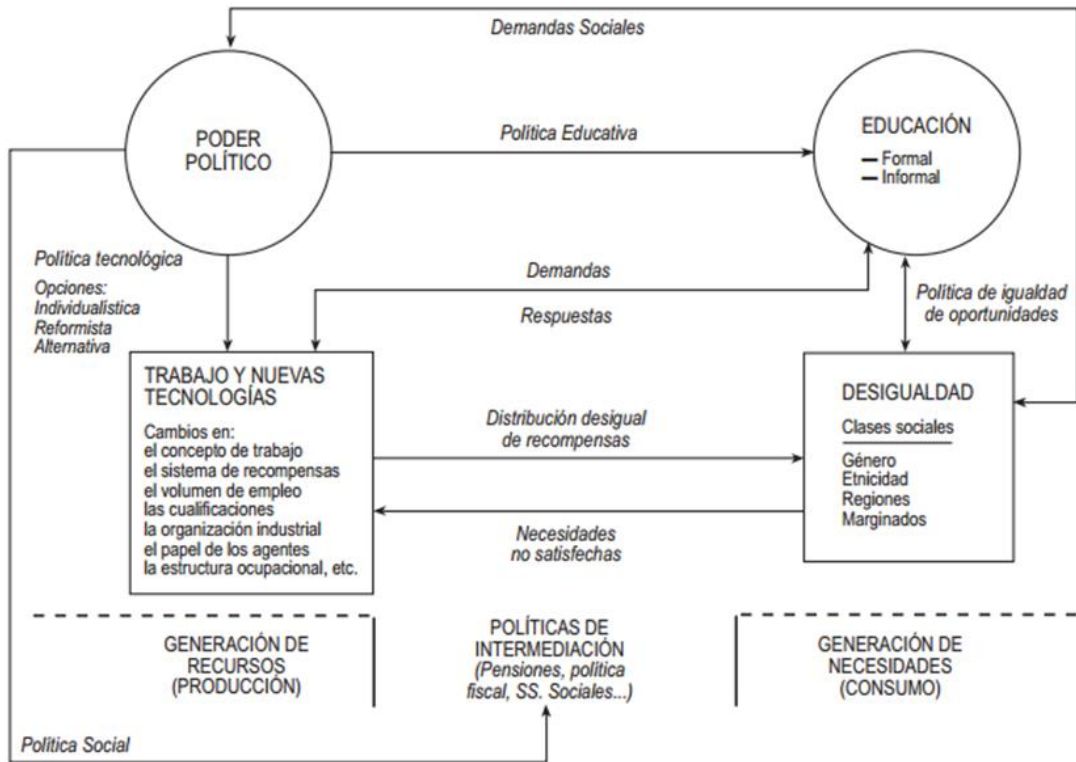 Demandas Sociales
PODER
POLÍTICO
Política Educativa
EDUCACIÓN
– Formal
– Informal
Política tecnológica
Opciones:
Individualística
Reformista
Alternativa
Demandas
Respuestas
Política de igualdad
de oportunidades
TRABAJO Y NUEVAS
TECNOLOGÍAS
Cambios en:
el concepto de trabajo
el sistema de recompensas
el volumen de empleo
las cualificaciones
la organización industrial
el papel de los agentes
la estructura ocupacional, etc.
Distribución desigual
de recompensas
Necesidades
no satisfechas
DESIGUALDAD
Clases sociales
Género
Etnicidad
Regiones
Marginados
GENERACIÓN DE
RECURSOS
(PRODUCCIÓN)
POLÍTICAS DE
INTERMEDIACIÓN
(Pensiones, política
fiscal, SS. Sociales...)
GENERACIÓN DE
NECESIDADES
(CONSUMO)
Política Social